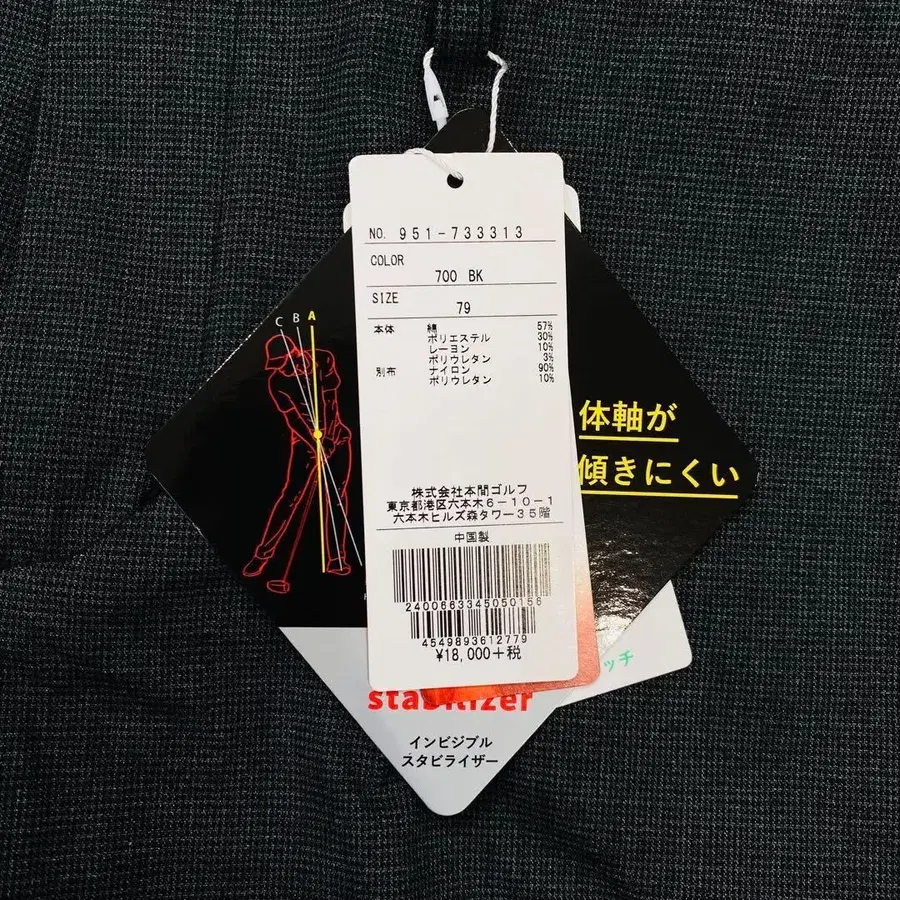 NO. 951-733313
COLOR
700 BK
SIZE
79
本体 綿 57%
ポリエステル 30%
レーヨン 10%
ポリウレタン 3%
別布 ナイロン 90%
ポリウレタン 10%
株式会社本間ゴルフ
東京都港区六本木6-10-1
六本木ヒルズ森タワー35階
中国製
2400663345050156
4549893612779
¥18,000+税
C B A
体軸が
傾きにくい
ッチ
stabilizer
インビジブル
スタビライザー